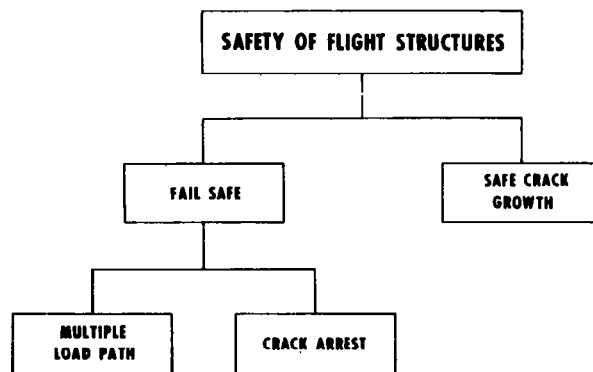 SAFETY OF FLIGHT STRUCTURES
FAIL SAFE
SAFE CRACK
GROWTH
MULTIPLE
LOAD PATH
CRACK ARREST